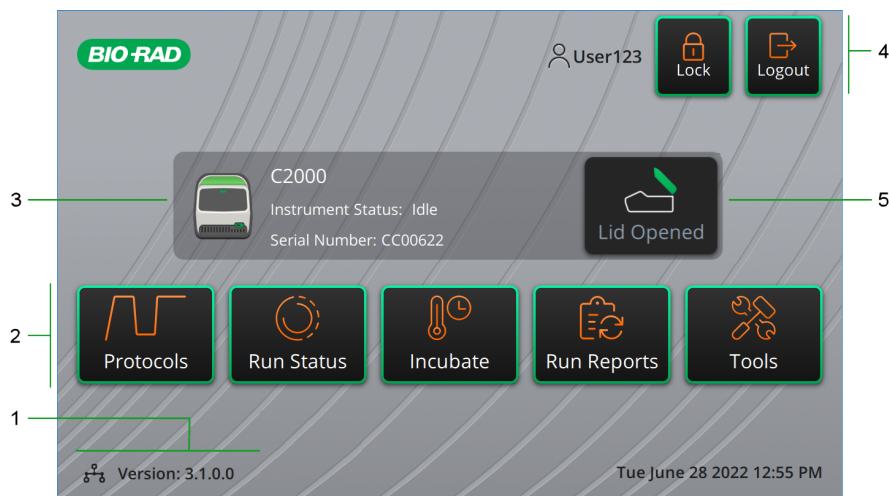 BIO-RAD
User123
Lock
Logout
4
3
C2000
Instrument Status: Idle
Serial Number: CC00622
Lid Opened
5
2
Protocols
Run Status
Incubate
Run Reports
Tools
1
Version: 3.1.0.0
Tue June 28 2022 12:55 PM